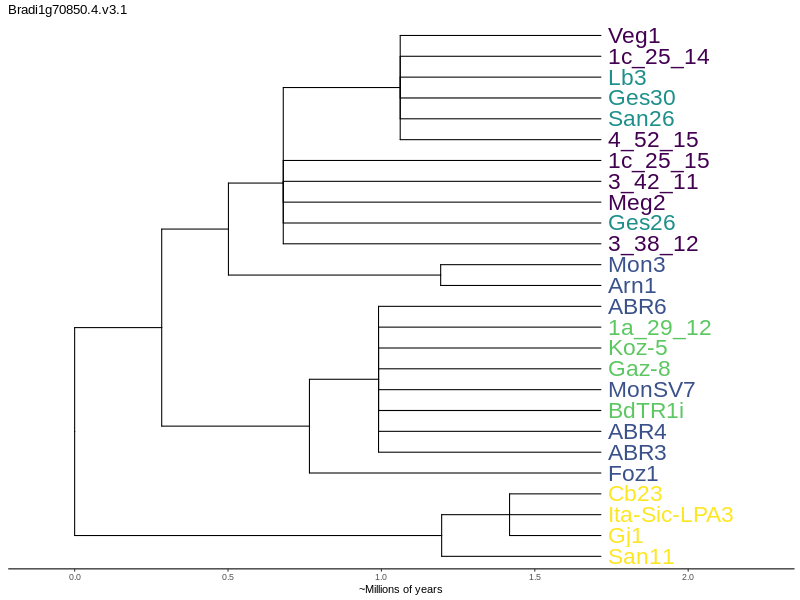 Bradi1g70850.4.v3.1
Veg1
1c_25_14
Lb3
Ges30
San26
4_52_15
1c_25_15
3_42_11
Meg2
Ges26
3_38_12
Mon3
Arn1
ABR6
1a_29_12
Koz-5
Gaz-8
MonSV7
BdTR1i
ABR4
ABR3
Foz1
Cb23
Ita-Sic-LPA3
Gj1
San11
0.0 0.5 1.0 1.5 2.0
~Millions of years